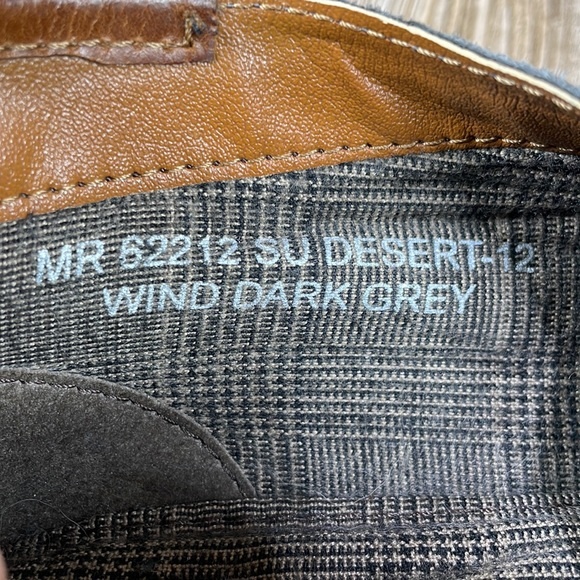 MR 62212 SU DESERT-12
WIND DARK GREY